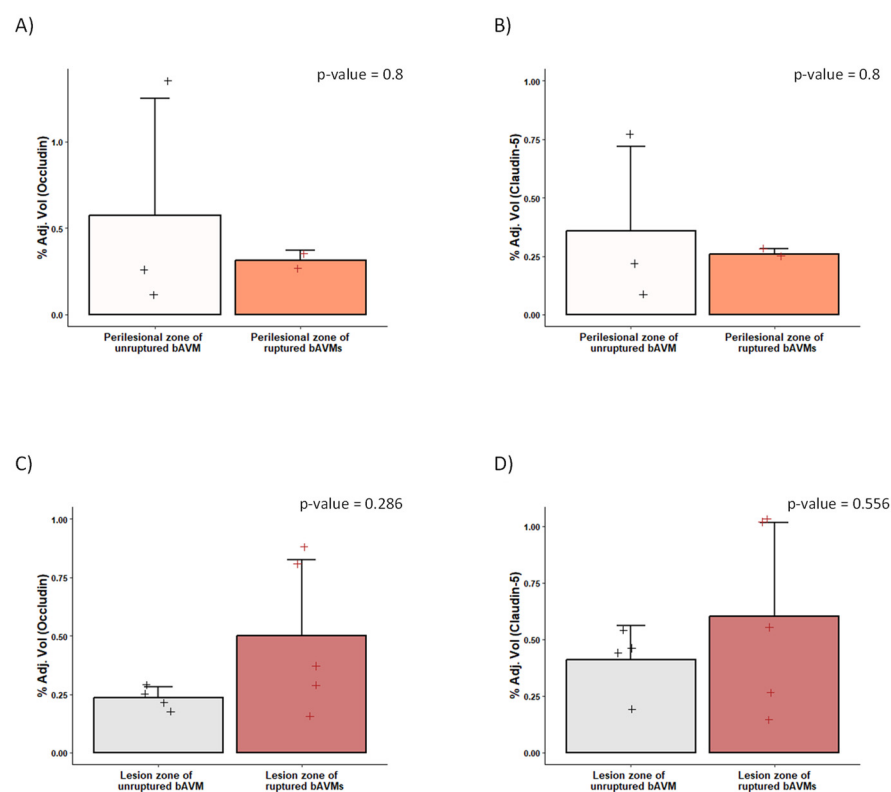 A)
p-value = 0.8
% Adj. Vol (Occludin)
1.0
0.5
0.0
Perilesional zone of
unruptured bAVM
Perilesional zone of
ruptured bAVMs
B)
p-value = 0.8
% Adj. Vol (Claudin-5)
1.00
0.75
0.50
0.25
0.00
Perilesional zone of
unruptured bAVM
Perilesional zone of
ruptured bAVMs
C)
p-value = 0.286
% Adj. Vol (Occludin)
1.00
0.75
0.50
0.25
0.00
Lesion zone of
unruptured bAVM
Lesion zone of
ruptured bAVMs
D)
p-value = 0.556
% Adj. Vol (Claudin-5)
1.00
0.75
0.50
0.25
0.00
Lesion zone of
unruptured bAVM
Lesion zone of
ruptured bAVMs